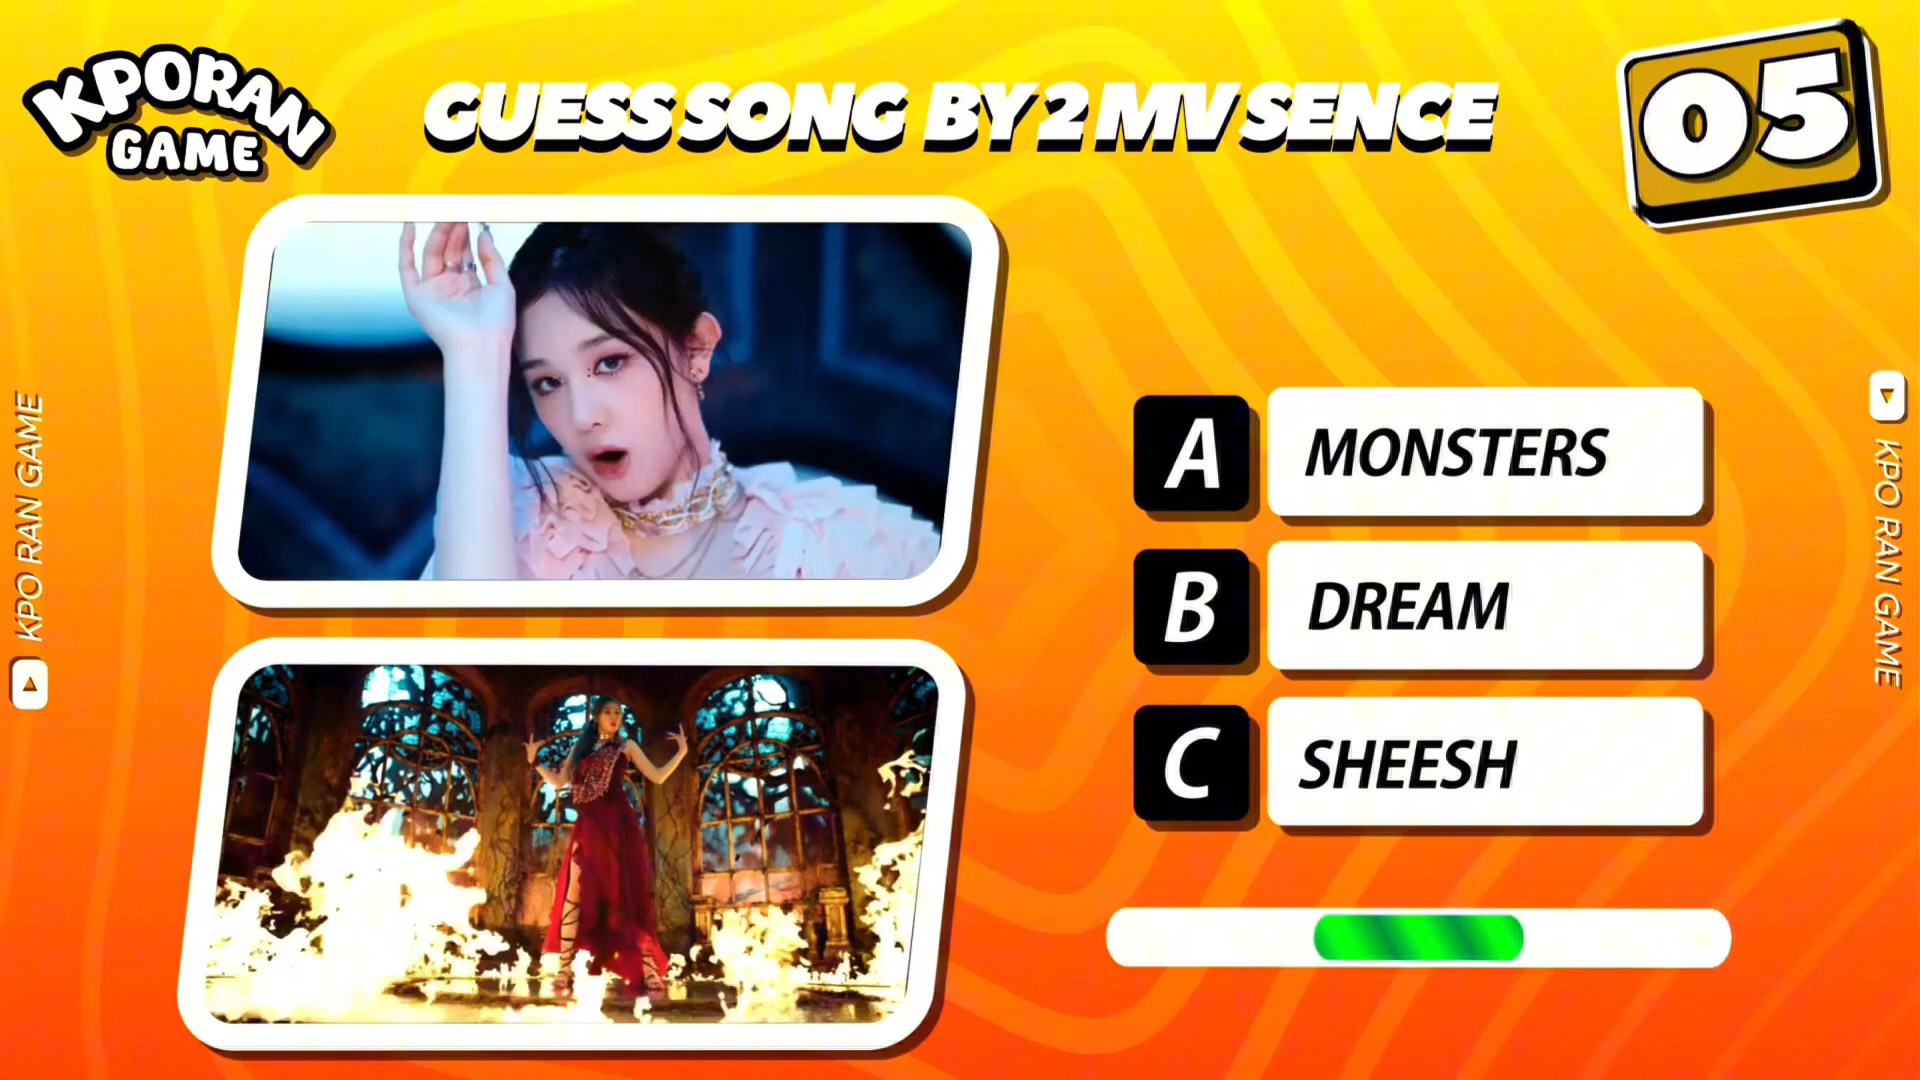 KPORAN
GAME
GUESS SONG BY 2 MV SENCE
05
KPO RAN GAME
A MONSTERS
B DREAM
C SHEESH
KPO RAN GAME